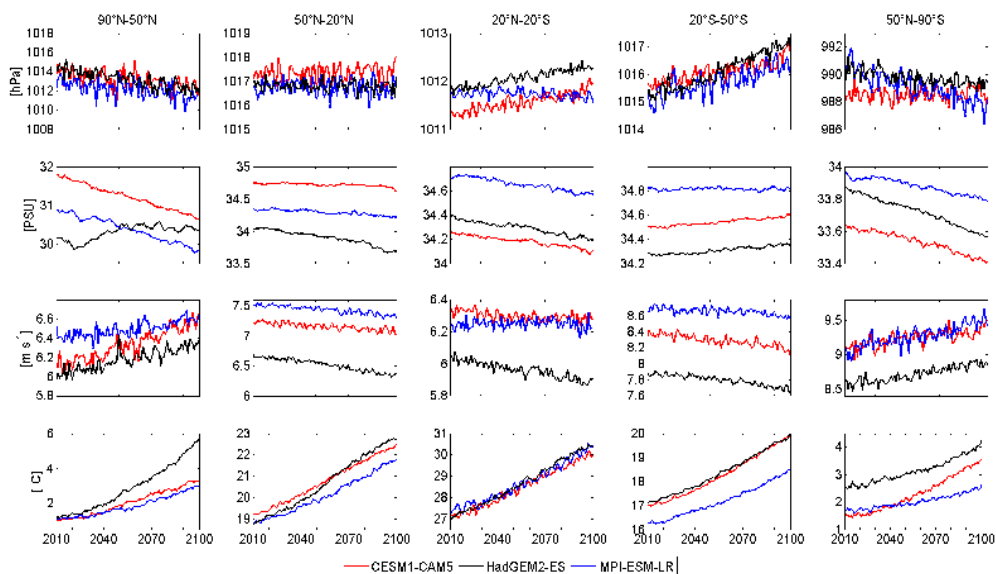 90°N-50°N 50°N-20°N 20°N-20°S 20°S-50°S 50°N-90°S
[hPa]
1018 1016 1014 1012 1010 1008
1019 1018 1017 1016 1015
1013 1012 1011
1017 1016 1015 1014
992 990 988 986
[PSU]
32 31 30
35 34.5 34 33.5
34.6 34.4 34.2 34
34.8 34.6 34.4 34.2
34 33.8 33.6 33.4
[m s´]
6.6 6.4 6.2 6 5.8
7.5 7 6.5 6
6.4 6.2 6 5.8
8.6 8.4 8.2 8 7.8 7.6
9.5 9 8.5
[ C]
6 4 2
23 22 21 20 19 18
31 30 29 28 27 26
20 19 18 17 16
4 3 2 1
2010 2040 2070 2100
2010 2040 2070 2100
2010 2040 2070 2100
2010 2040 2070 2100
2010 2040 2070 2100
CESM1-CAM5 HadGEM2-ES MPI-ESM-LR